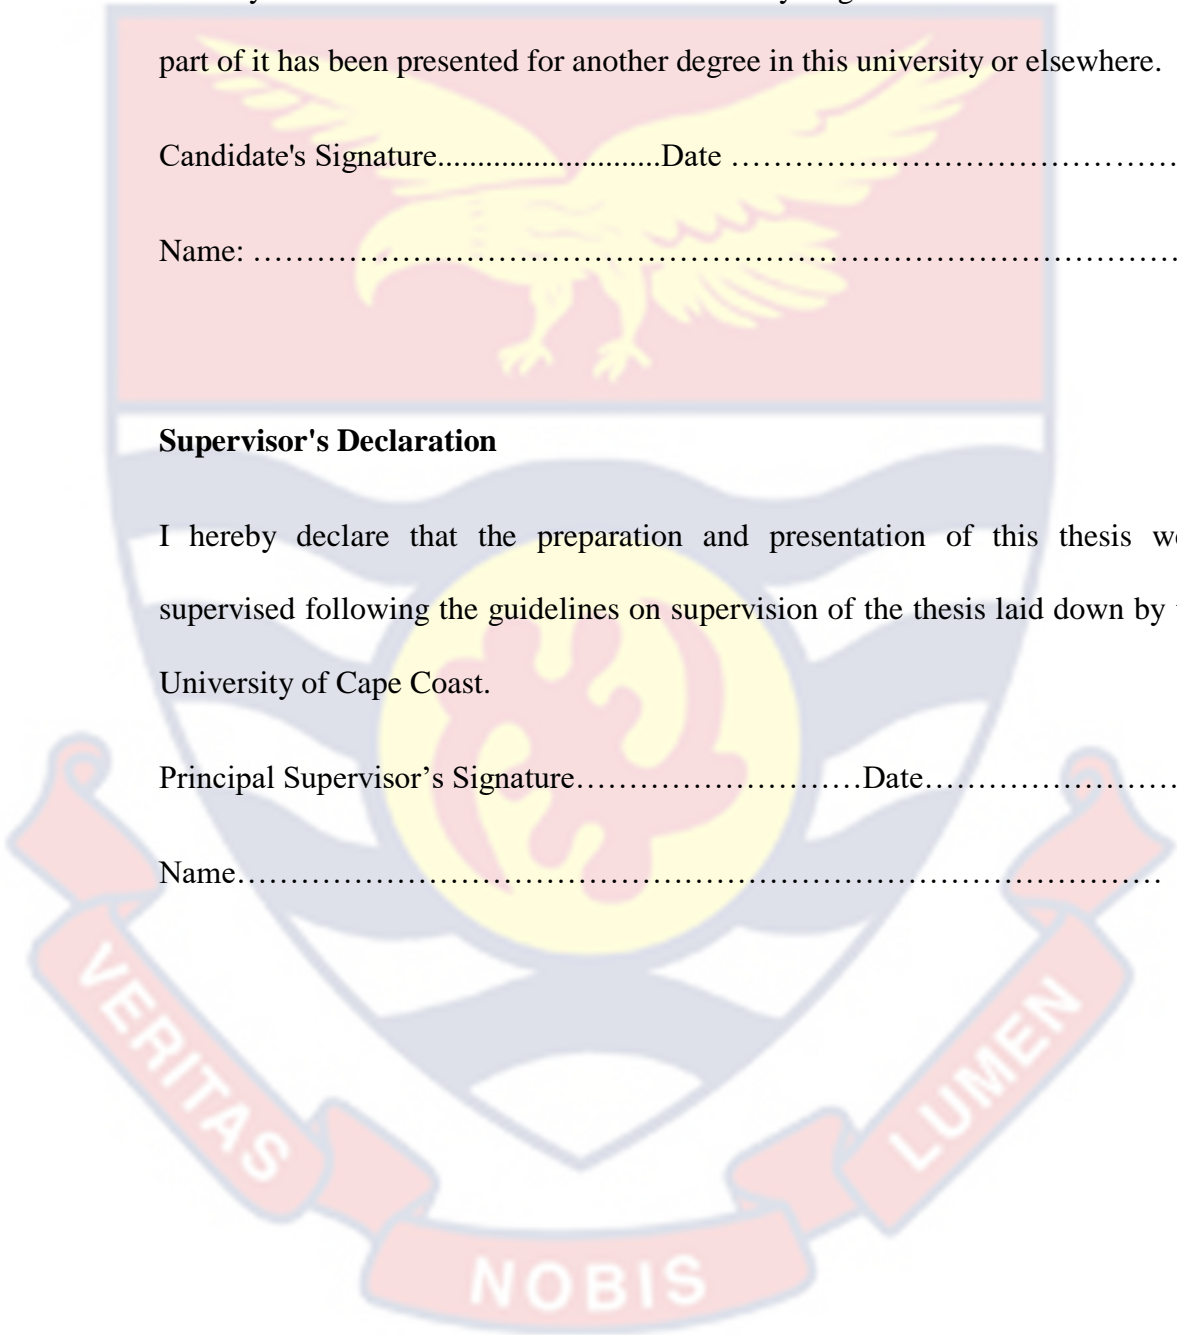 part of it has been presented for another degree in this university or elsewhere.
Candidate's Signature............................Date ……………………………………
Name: ……………………………………………………………………………
Supervisor's Declaration
I hereby declare that the preparation and presentation of this thesis
supervised following the guidelines on supervision of the thesis laid down by
University of Cape Coast.
Principal Supervisor’s Signature………………………Date……………………
Name……………………………………………………………………………
VERITAS
NOBIS
LUMEN